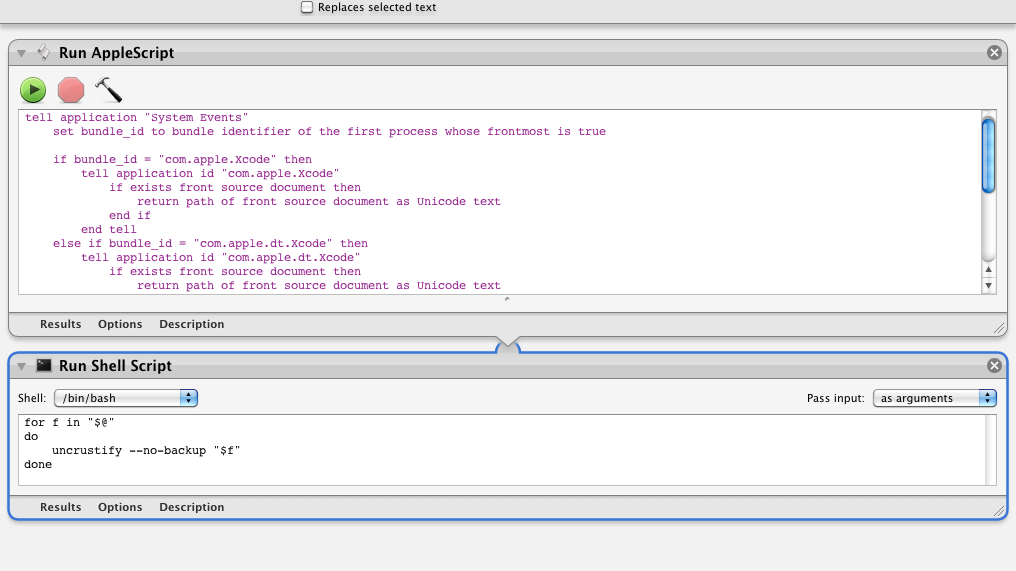 Replaces selected text
Run AppleScript
tell application "System Events"
    set bundle_id to bundle identifier of the first process whose frontmost is true

    if bundle_id = "com.apple.Xcode" then
        tell application id "com.apple.Xcode"
            if exists front source document then
                return path of front source document as Unicode text
            end if
        end tell
    else if bundle_id = "com.apple.dt.Xcode" then
        tell application id "com.apple.dt.Xcode"
            if exists front source document then
                return path of front source document as Unicode text
Results Options Description
Run Shell Script
Shell: /bin/bash Pass input: as arguments
for f in "$@"
do
    uncrustify --no-backup "$f"
done
Results Options Description